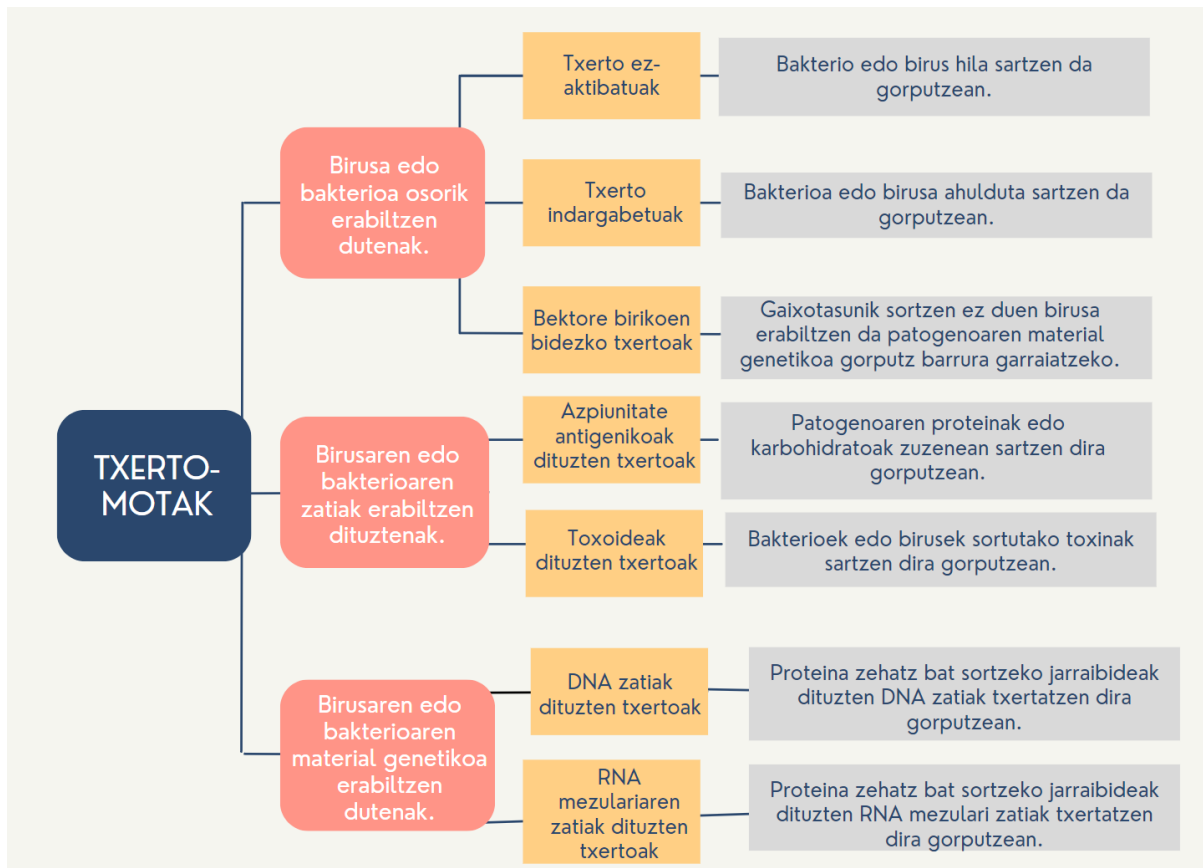 TXERTO-
MOTAK
Birusa edo
bakterioa osorik
erabiltzen
dutenak.
Txerto ez-
aktibatuak
Bakterio edo birus hila sartzen da
gorputzean.
Txerto
indargabetuak
Bakterioa edo birusa ahulduta sartzen da
gorputzean.
Bektore birikoen
bidezko txertoak
Gaixotasunik sortzen ez duen birusa
erabiltzen da patogenoaren material
genetikoa gorputz barrura garraiatzeko.
Birusaren edo
bakterioaren
zatiak erabiltzen
dituztenak.
Azpiunitate
antigenikoak
dituzten txertoak
Patogenoaren proteinak edo
karbohidratoak zuzenean sartzen dira
gorputzean.
Toxoideak
dituzten txertoak
Bakterioek edo birusek sortutako toxinak
sartzen dira gorputzean.
Birusaren edo
bakterioaren
material genetikoa
erabiltzen
dutenak.
DNA zatiak
dituzten txertoak
Proteina zehatz bat sortzeko jarraibideak
dituzten DNA zatiak txertatzen dira
gorputzean.
RNA
mezulariaren
zatiak dituzten
txertoak
Proteina zehatz bat sortzeko jarraibideak
dituzten RNA mezulari zatiak txertatzen
dira gorputzean.